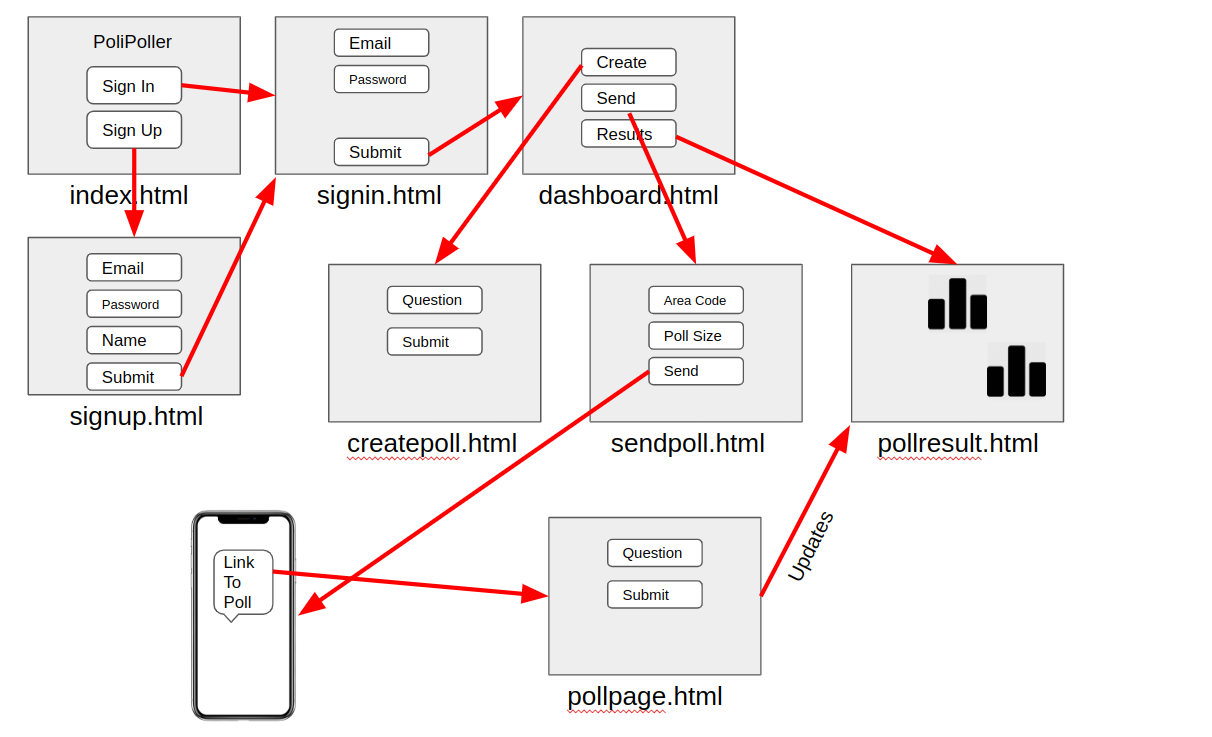 PoliPoller
Sign In
Sign Up
index.html
Email
Password
Submit
signin.html
Create
Send
Results
dashboard.html
Email
Password
Name
Submit
signup.html
Question
Submit
createpoll.html
Area Code
Poll Size
Send
sendpoll.html
pollresult.html
Link
To
Poll
Question
Submit
pollpage.html
Updates